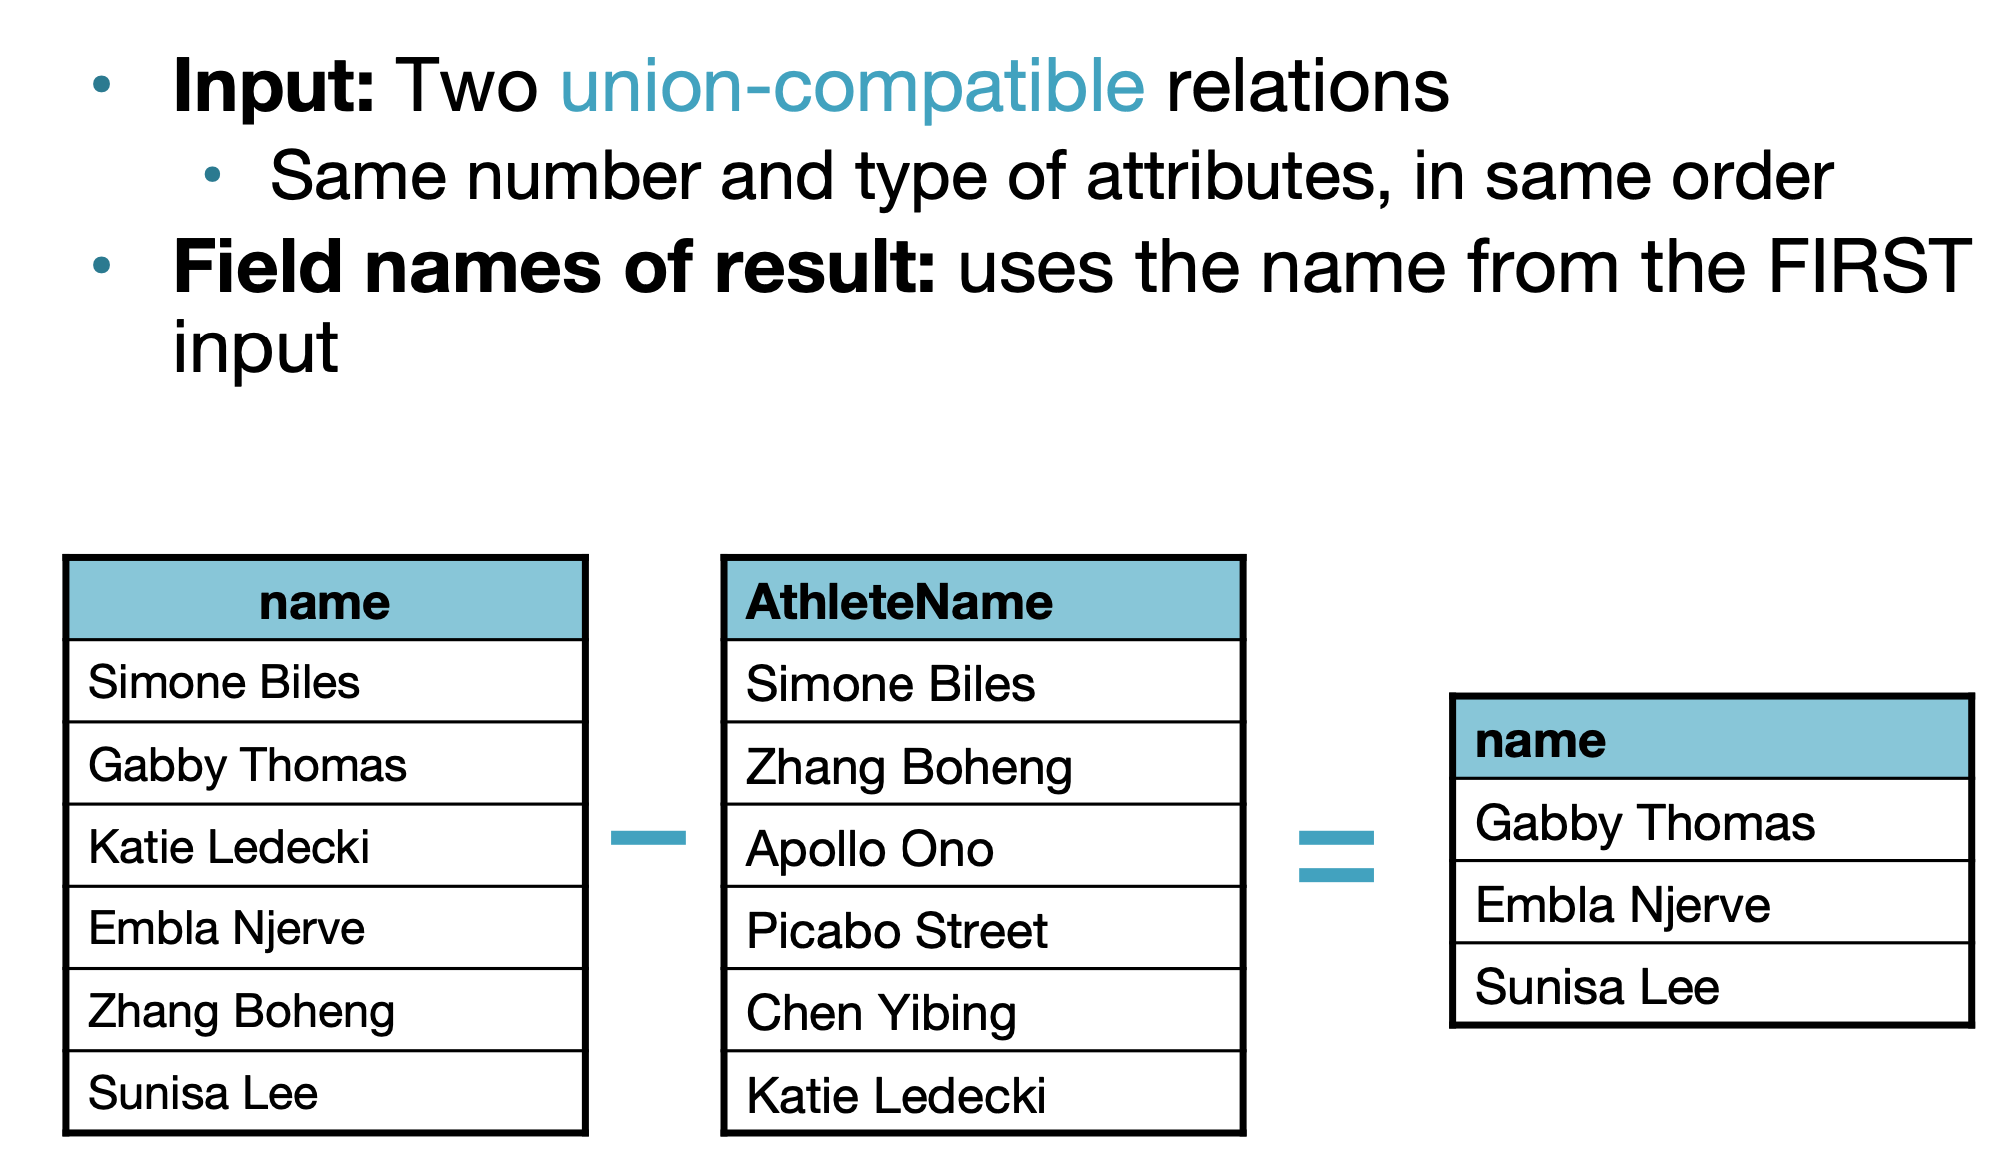 • Input: Two union-compatible relations
• Same number and type of attributes, in same order
• Field names of result: uses the name from the FIRST
input
name
Simone Biles
Gabby Thomas
Katie Ledecki
Embla Njerve
Zhang Boheng
Sunisa Lee
–
AthleteName
Simone Biles
Zhang Boheng
Apollo Ono
Picabo Street
Chen Yibing
Katie Ledecki
=
name
Gabby Thomas
Embla Njerve
Sunisa Lee